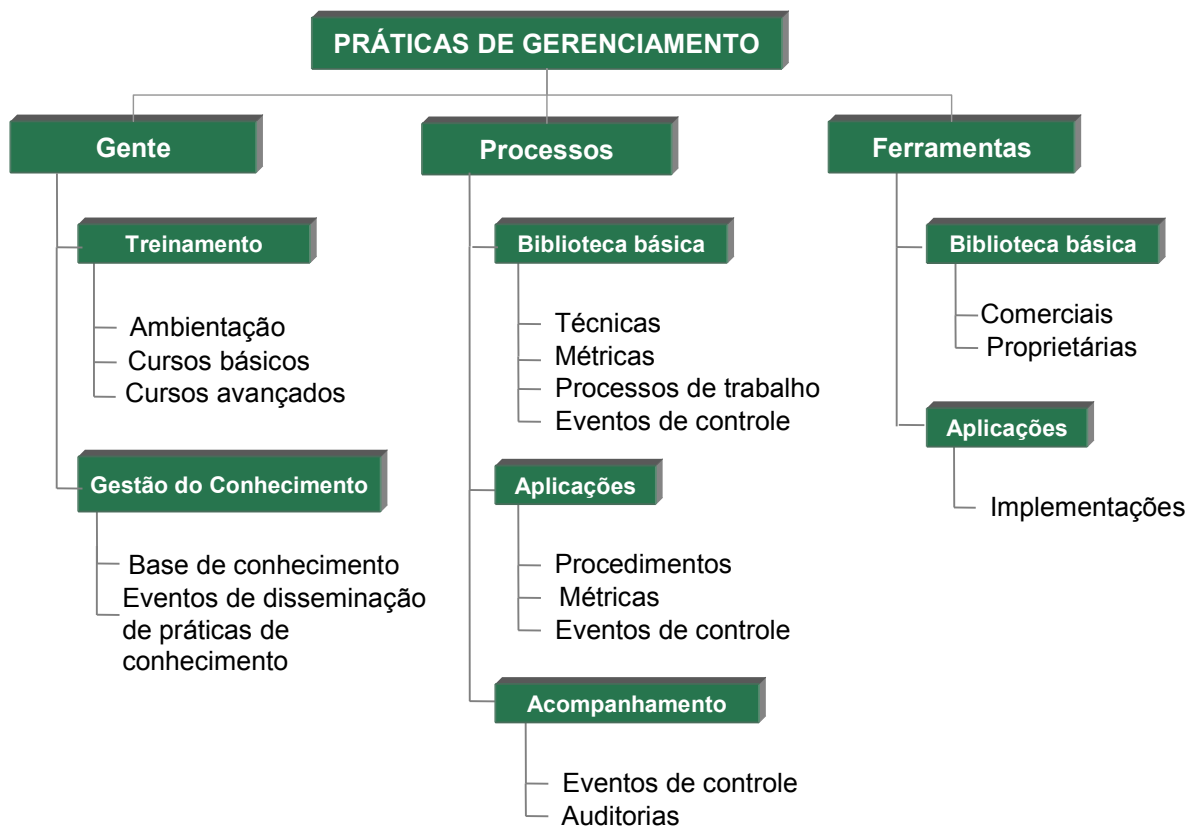 PRÁTICAS DE GERENCIAMENTO
Gente
Treinamento
Ambientação
Cursos básicos
Cursos avançados
Gestão do Conhecimento
Base de conhecimento
Eventos de disseminação
de práticas de
conhecimento
Processos
Biblioteca básica
Técnicas
Métricas
Processos de trabalho
Eventos de controle
Aplicações
Procedimentos
Métricas
Eventos de controle
Acompanhamento
Eventos de controle
Auditorias
Ferramentas
Biblioteca básica
Comerciais
Proprietárias
Aplicações
Implementações